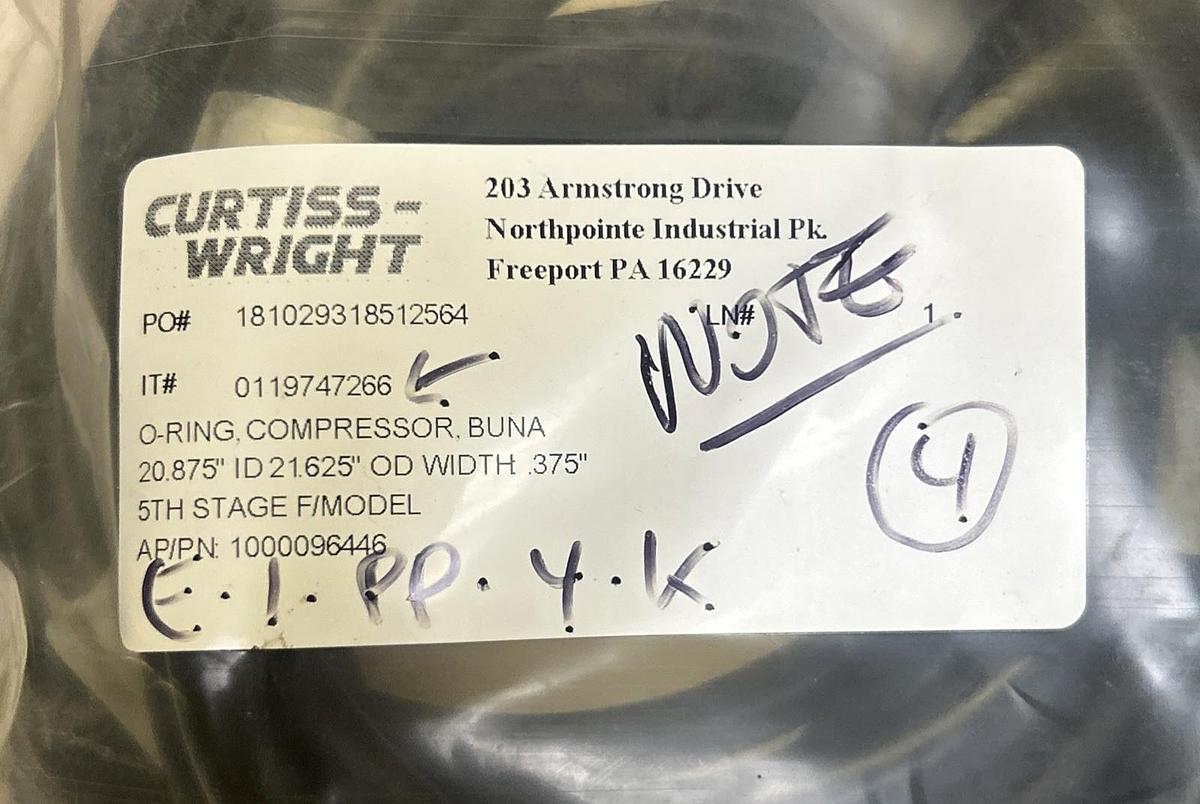 CURTISS-
WRIGHT
203 Armstrong Drive
Northpointe Industrial Pk.
Freeport PA 16229
PO# 181029318512564 LN# 1
NOTE
IT# 0119747266
O-RING, COMPRESSOR, BUNA
20.875" ID 21.625" OD WIDTH: .375"
5TH STAGE F/MODEL
AP/PN: 1000096446
4
E.1.PP.Y.K